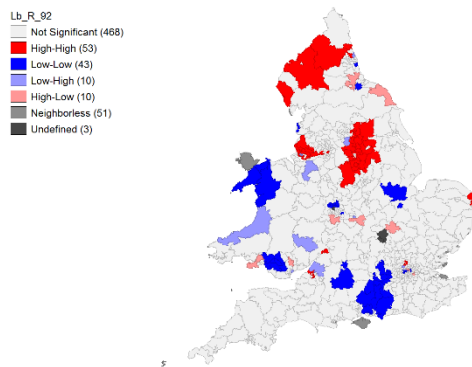 Lb_R_92
Not Significant (468)
High-High (53)
Low-Low (43)
Low-High (10)
High-Low (10)
Neighborless (51)
Undefined (3)